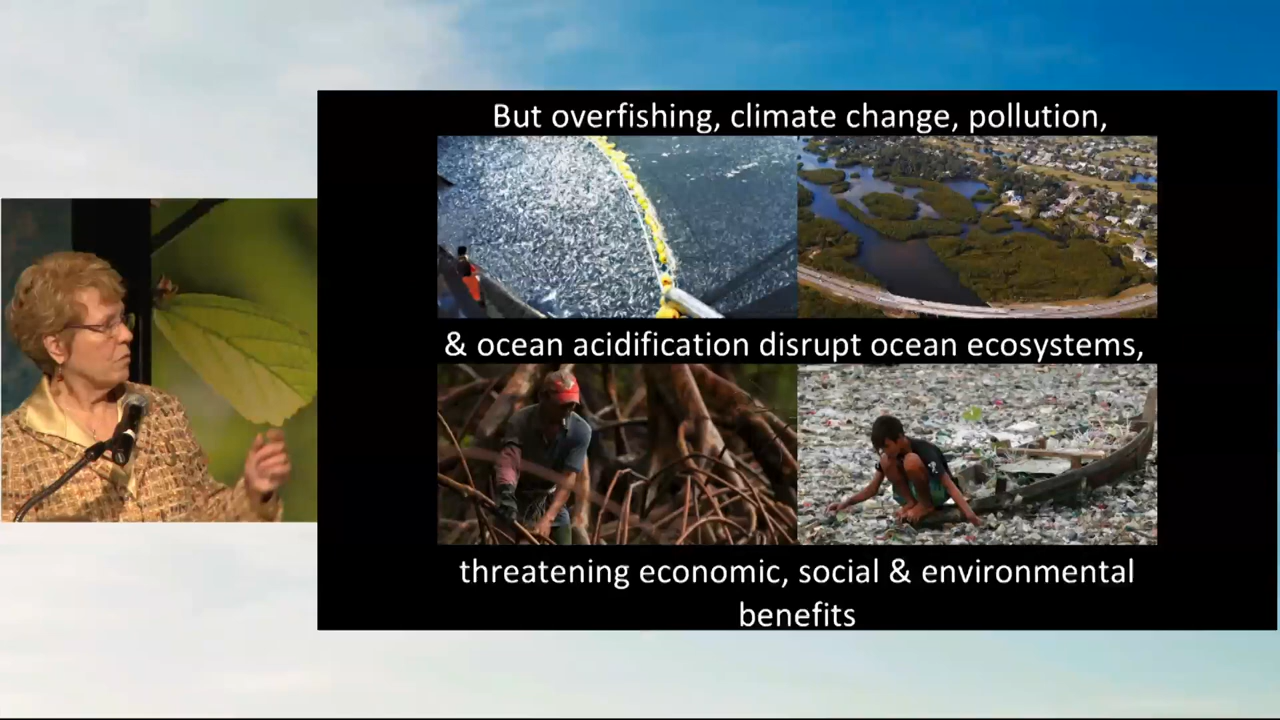 But overfishing, climate change, pollution,
& ocean acidification disrupt ocean ecosystems,
threatening economic, social & environmental
benefits